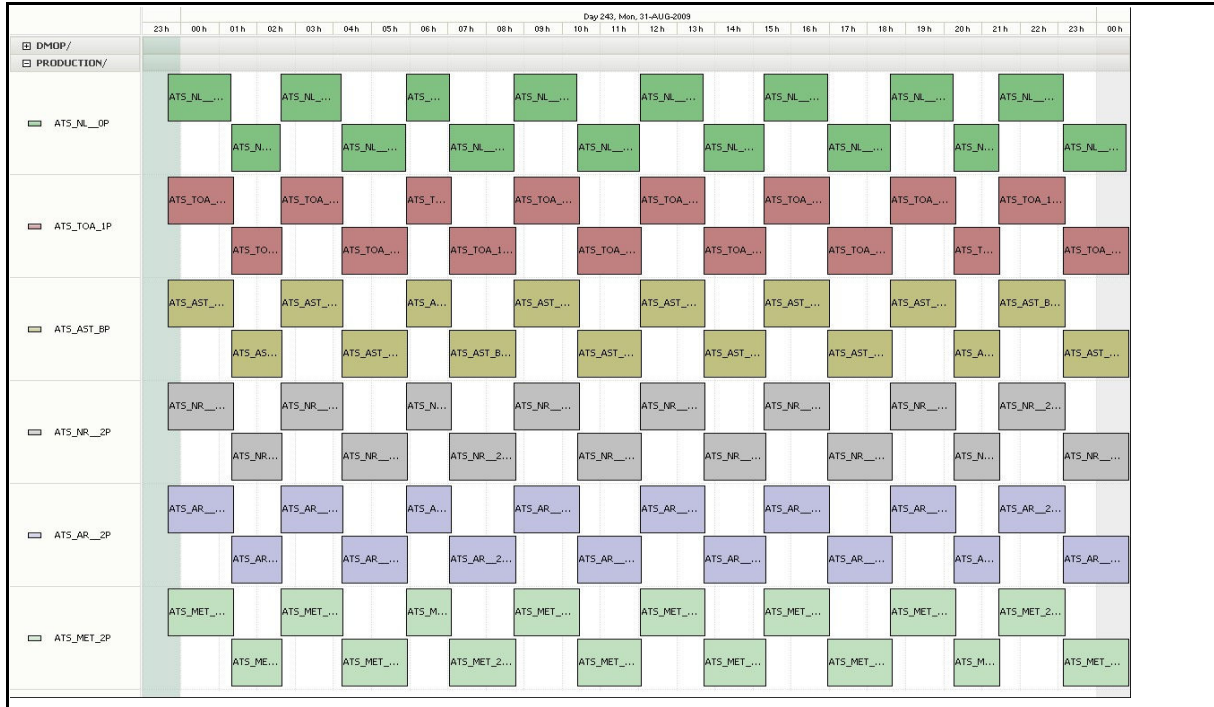 Day 243, Mon, 31-AUG-2009
23 h 00 h 01 h 02 h 03 h 04 h 05 h 06 h 07 h 08 h 09 h 10 h 11 h 12 h 13 h 14 h 15 h 16 h 17 h 18 h 19 h 20 h 21 h 22 h 23 h 00 h
DMOP/
PRODUCTION/
ATS_NL__... ATS_NL_... ATS_... ATS_NL__... ATS_NL_... ATS_NL__... ATS_NL__... ATS_NL__...
ATS_NL__0P
ATS_N... ATS_NL__... ATS_NL__... ATS_NL__... ATS_NL_... ATS_NL__... ATS_N... ATS_NL__...
ATS_TOA_... ATS_TOA_... ATS_T... ATS_TOA_... ATS_TOA_... ATS_TOA_... ATS_TOA_... ATS_TOA_1...
ATS_TOA_1P
ATS_TO... ATS_TOA_... ATS_TOA_1... ATS_TOA_... ATS_TOA_... ATS_TOA_... ATS_T... ATS_TOA_...
ATS_AST_... ATS_AST_... ATS_A... ATS_AST_... ATS_AST_... ATS_AST_... ATS_AST_... ATS_AST_B...
ATS_AST_BP
ATS_AS... ATS_AST_... ATS_AST_B... ATS_AST_... ATS_AST_... ATS_AST_... ATS_A... ATS_AST_...
ATS_NR__... ATS_NR__... ATS_N... ATS_NR__... ATS_NR__... ATS_NR__... ATS_NR__... ATS_NR__2...
ATS_NR__2P
ATS_NR... ATS_NR__... ATS_NR__2... ATS_NR__... ATS_NR__... ATS_NR__... ATS_N... ATS_NR__...
ATS_AR__... ATS_AR__... ATS_A... ATS_AR__... ATS_AR__... ATS_AR__... ATS_AR__... ATS_AR__2...
ATS_AR__2P
ATS_AR... ATS_AR__... ATS_AR__2... ATS_AR__... ATS_AR__... ATS_AR__... ATS_A... ATS_AR__...
ATS_MET_... ATS_MET_... ATS_M... ATS_MET_... ATS_MET_... ATS_MET_... ATS_MET_... ATS_MET_2...
ATS_MET_2P
ATS_ME... ATS_MET_... ATS_MET_2... ATS_MET_... ATS_MET_... ATS_MET_... ATS_M... ATS_MET_...